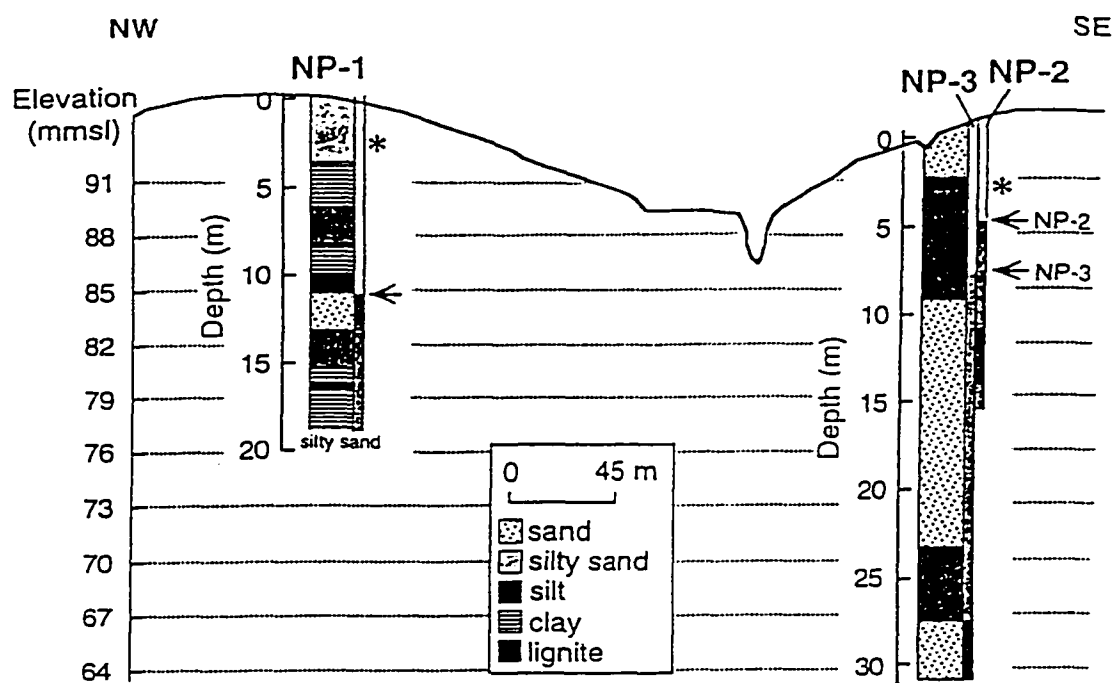 NW
SE
NP-1
NP-3
NP-2
Elevation
(mmsl)
91
88
85
82
79
76
73
70
67
64
Depth (m)
0
5
10
15
20
*
silty sand
0 45 m
sand
silty sand
silt
clay
lignite
Depth (m)
0
5
10
15
20
25
30
*
NP-2
NP-3